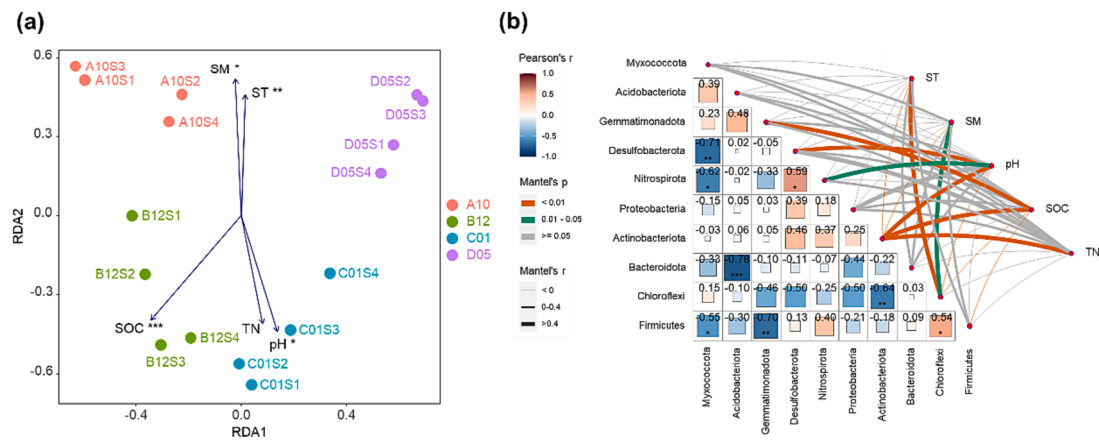 (a)
0.6
0.3
0.0
-0.3
-0.6
RDA2
-0.4
0.0
0.4
RDA1
A10S3
A10S1
A10S2
A10S4
SM *
ST **
D05S2
D05S3
D05S1
D05S4
B12S1
B12S2
C01S4
SOC ***
TN
pH *
C01S3
B12S4
B12S3
C01S2
C01S1
A10
B12
C01
D05
(b)
Pearson's r
1.0
0.5
0.0
-0.5
-1.0
Mantel's p
< 0.01
0.01 - 0.05
>= 0.05
Mantel's r
< 0
0-0.4
>0.4
Myxococcota
Acidobacteriota 0.39
Gemmatimonadota 0.23 0.48
Desulfobacterota -0.71 ** 0.02 -0.05
Nitrospirota -0.62 * -0.02 -0.33 0.59 *
Proteobacteria -0.15 0.05 0.03 0.39 0.18
Actinobacteriota -0.03 0.06 0.05 0.46 0.37 0.25
Bacteroidota -0.33 -0.78 *** -0.10 -0.11 -0.07 -0.44 -0.22
Chloroflexi 0.15 -0.10 -0.46 -0.50 -0.25 -0.50 -0.64 ** 0.03
Firmicutes -0.55 * -0.30 -0.70 ** 0.13 0.40 -0.21 -0.18 0.09 0.54 *
Myxococcota
Acidobacteriota
Gemmatimonadota
Desulfobacterota
Nitrospirota
Proteobacteria
Actinobacteriota
Bacteroidota
Chloroflexi
Firmicutes
ST
SM
pH
SOC
TN